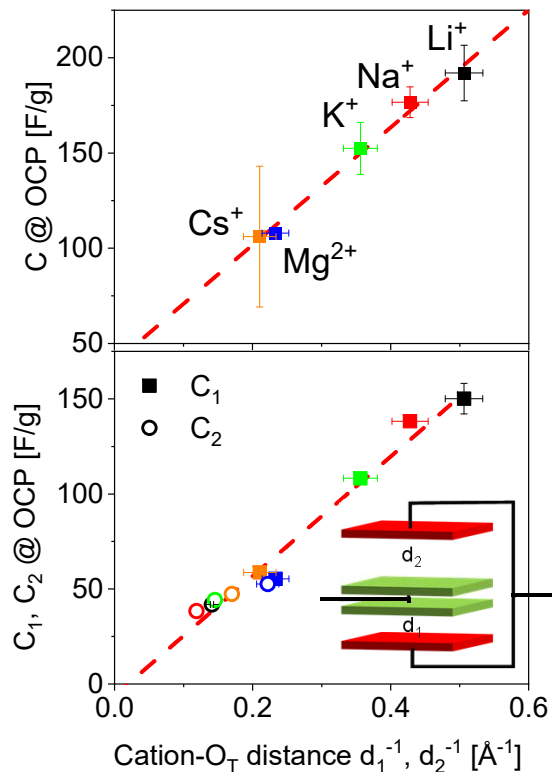 C @ OCP [F/g]
200
150
100
50
Li⁺
Na⁺
K⁺
Cs⁺
Mg²⁺
C₁, C₂ @ OCP [F/g]
150
100
50
0
C₁
C₂
d₂
d₁
0.0 0.2 0.4 0.6
Cation-O_T distance d₁⁻¹, d₂⁻¹ [Å⁻¹]